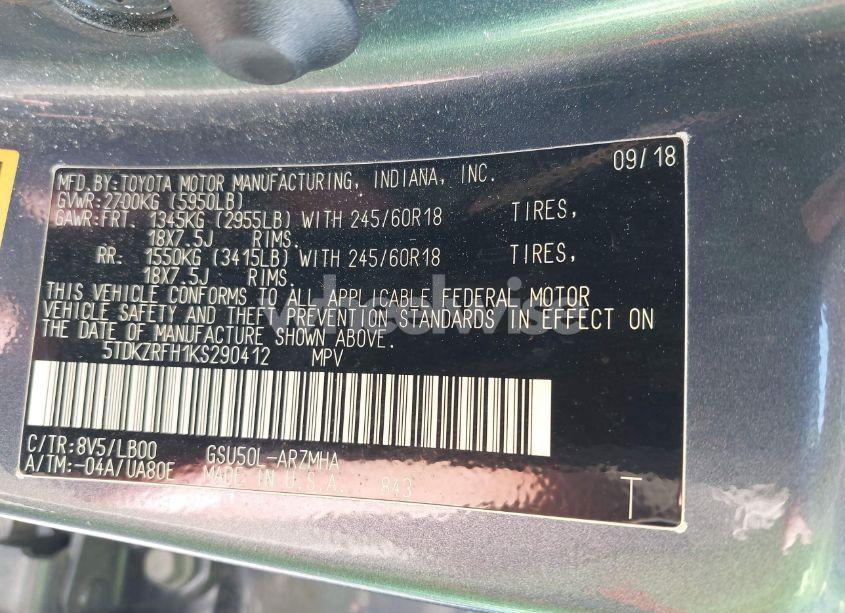 MFD.BY:TOYOTA MOTOR MANUFACTURING, INDIANA, INC. 09/18
GVWR:2700KG (5950LB)
GAWR:FRT. 1345KG (2955LB) WITH 245/60R18 TIRES,
18X7.5J RIMS.
RR. 1550KG (3415LB) WITH 245/60R18 TIRES,
18X7.5J RIMS.
THIS VEHICLE CONFORMS TO ALL APPLICABLE FEDERAL MOTOR
VEHICLE SAFETY AND THEFT PREVENTION STANDARDS IN EFFECT ON
THE DATE OF MANUFACTURE SHOWN ABOVE.
5TDKZRFH1KS290412 MPV
C/TR:8V5/LB00 GSU50L-ARZMHA
A/TM:-04A/UA80E MADE IN U.S.A. 843
T